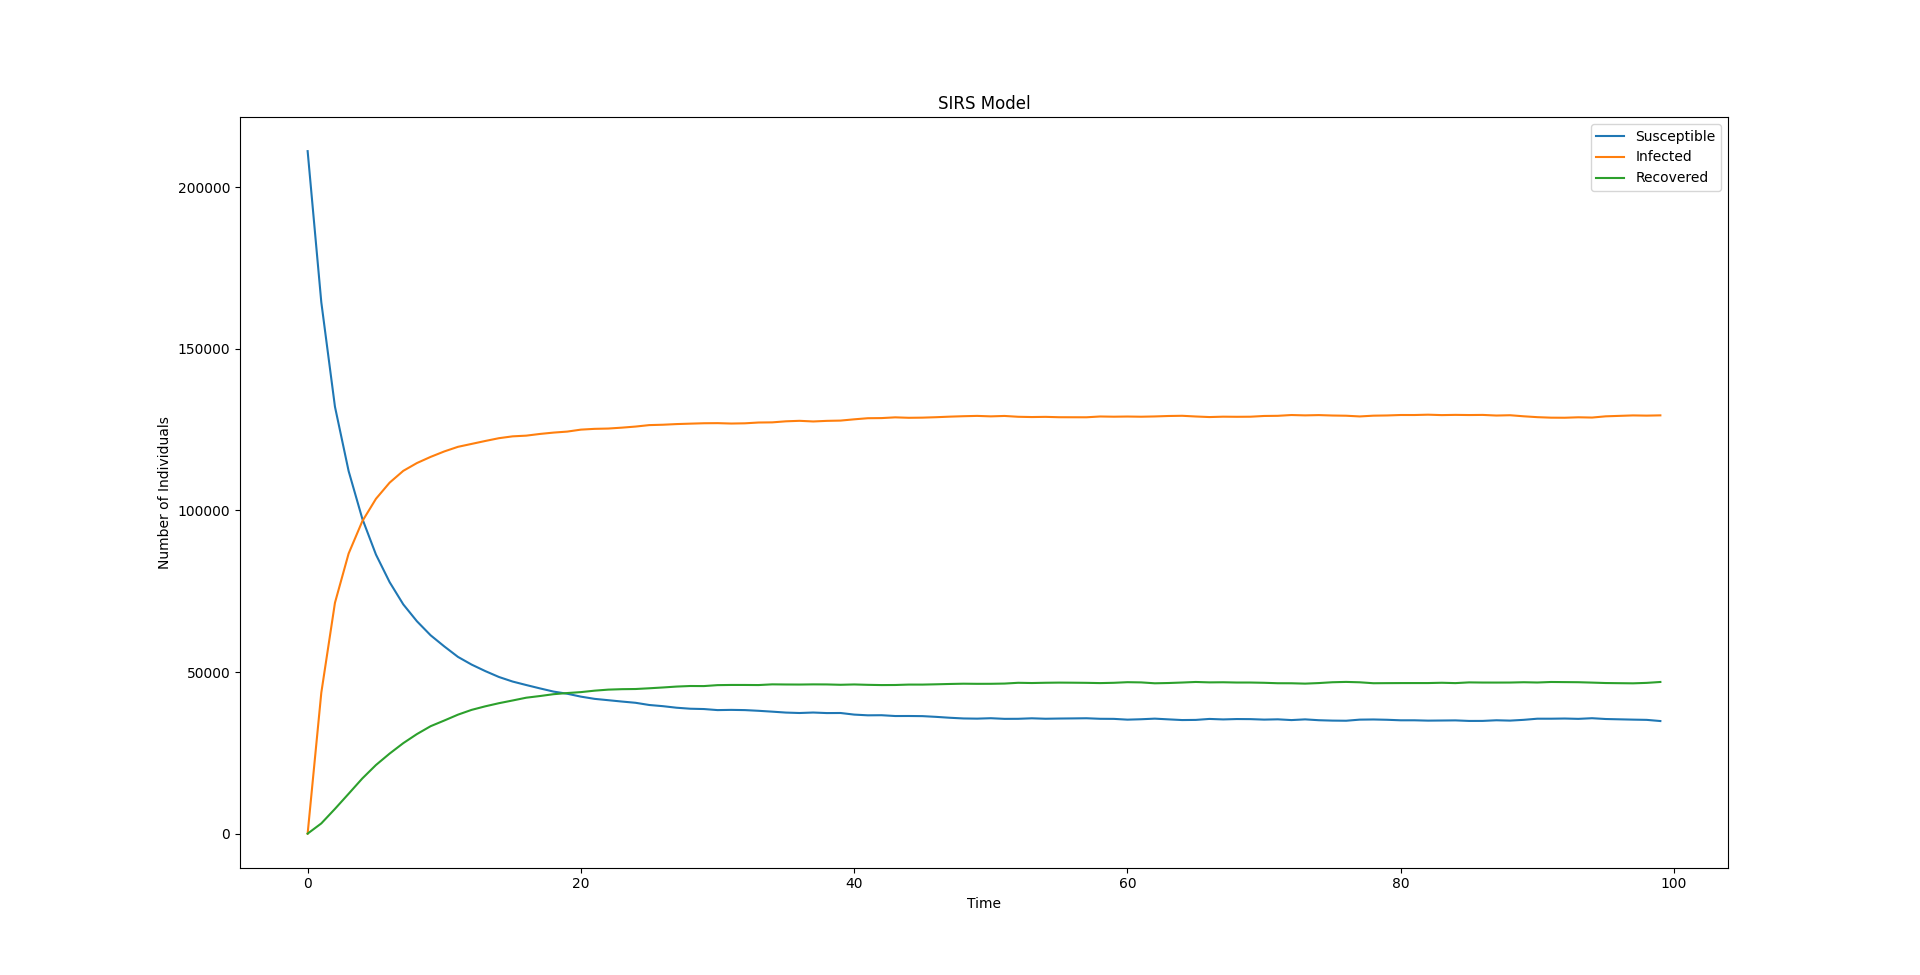 SIRS Model
Susceptible
Infected
Recovered
Number of Individuals
200000
150000
100000
50000
0
0 20 40 60 80 100
Time